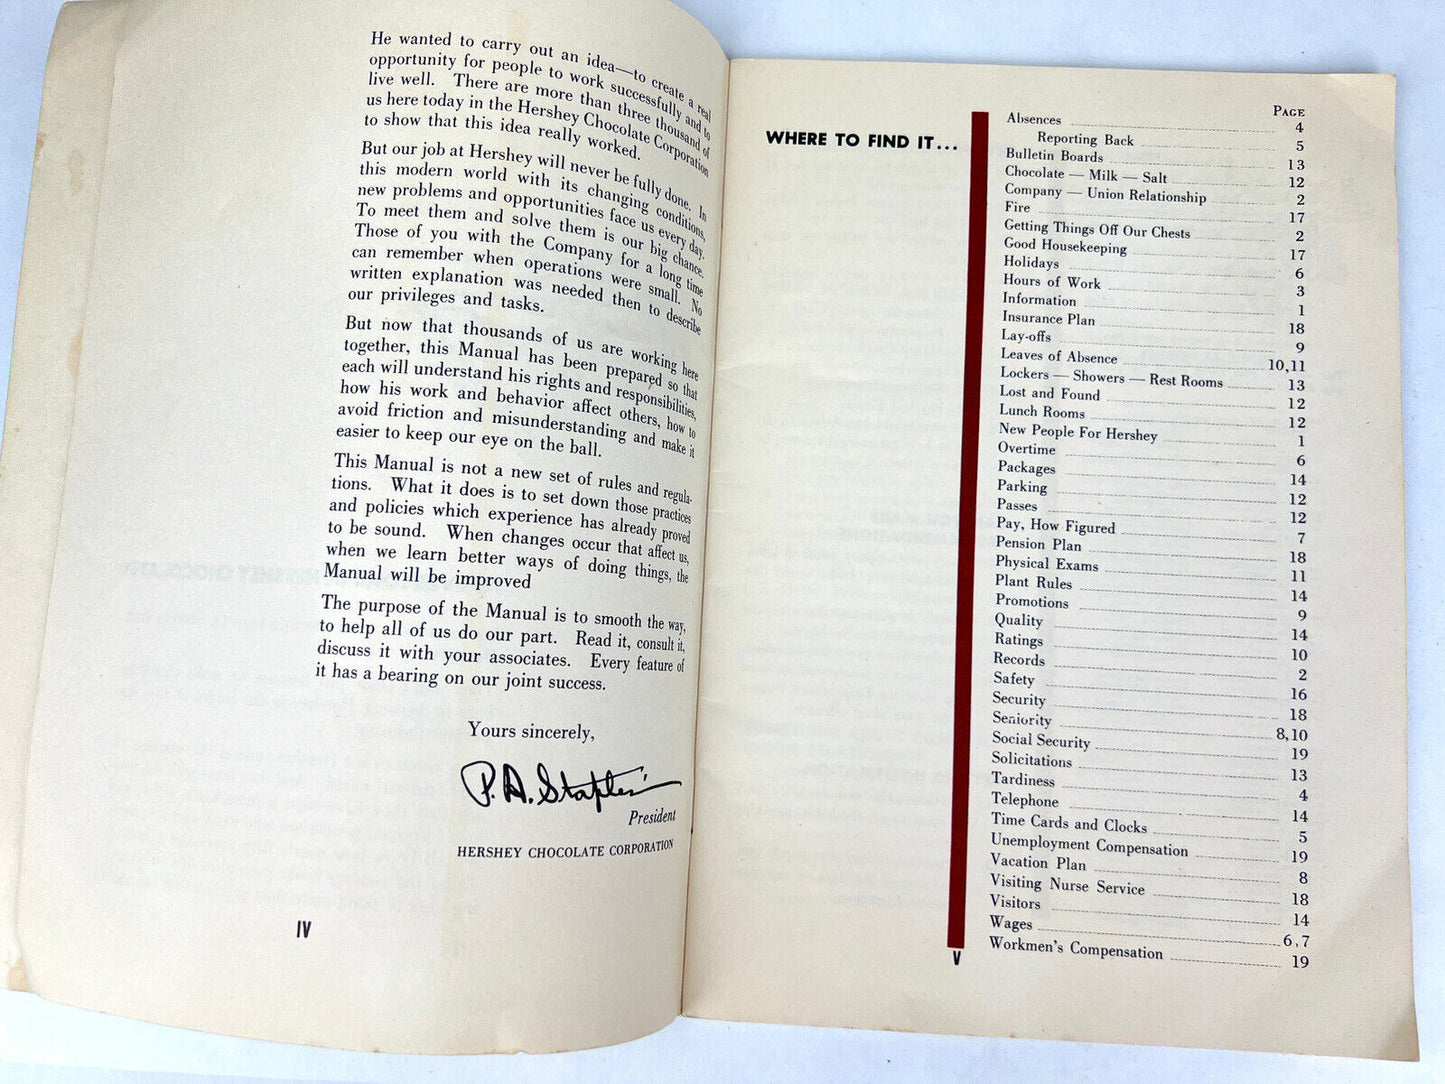 He wanted to carry out an idea—to create a real
opportunity for people to work successfully and to
live well. There are more than three thousand of
us here today in the Hershey Chocolate Corporation
to show that this idea really worked.
But our job at Hershey will never be fully done. In
this modern world with its changing conditions,
new problems and opportunities face us every day.
To meet them and solve them is our big chance.
Those of you with the Company for a long time
can remember when operations were small. No
written explanation was needed then to describe
our privileges and tasks.
But now that thousands of us are working here
together, this Manual has been prepared so that
each will understand his rights and responsibilities,
how his work and behavior affect others, how to
avoid friction and misunderstanding and make it
easier to keep our eye on the ball.
This Manual is not a new set of rules and regula-
tions. What it does is to set down those practices
and policies which experience has already proved
to be sound. When changes occur that affect us,
when we learn better ways of doing things, the
Manual will be improved
The purpose of the Manual is to smooth the way,
to help all of us do our part. Read it, consult it,
discuss it with your associates. Every feature of
it has a bearing on our joint success.
Yours sincerely,
P. A. Staples
President
HERSHEY CHOCOLATE CORPORATION
IV
WHERE TO FIND IT...
PAGE
Absences 4
Reporting Back 5
Bulletin Boards 13
Chocolate — Milk — Salt 12
Company — Union Relationship 2
Fire 17
Getting Things Off Our Chests 2
Good Housekeeping 17
Holidays 6
Hours of Work 3
Information 1
Insurance Plan 18
Lay-offs 9
Leaves of Absence 10,11
Lockers — Showers — Rest Rooms 13
Lost and Found 12
Lunch Rooms 12
New People For Hershey 1
Overtime 6
Packages 14
Parking 12
Passes 12
Pay, How Figured 7
Pension Plan 18
Physical Exams 11
Plant Rules 14
Promotions 9
Quality 14
Ratings 10
Records 2
Safety 16
Security 18
Seniority 8,10
Social Security 19
Solicitations 13
Tardiness 4
Telephone 14
Time Cards and Clocks 5
Unemployment Compensation 19
Vacation Plan 8
Visiting Nurse Service 18
Visitors 14
Wages 6,7
Workmen's Compensation 19
V